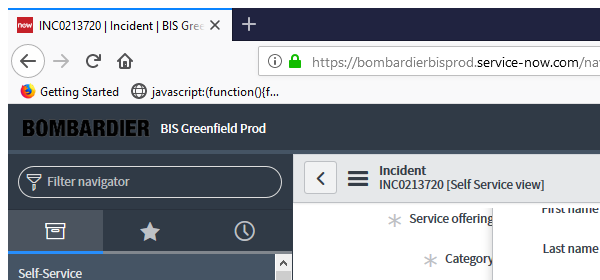 now INC0213720 | Incident | BIS Gree
https://bombardierbisprod.service-now.com/na
Getting Started javascript:(function(){f...
BOMBARDIER BIS Greenfield Prod
Filter navigator
Incident
INC0213720 [Self Service view]
Service offering
First name
Category
Last name
Self-Service